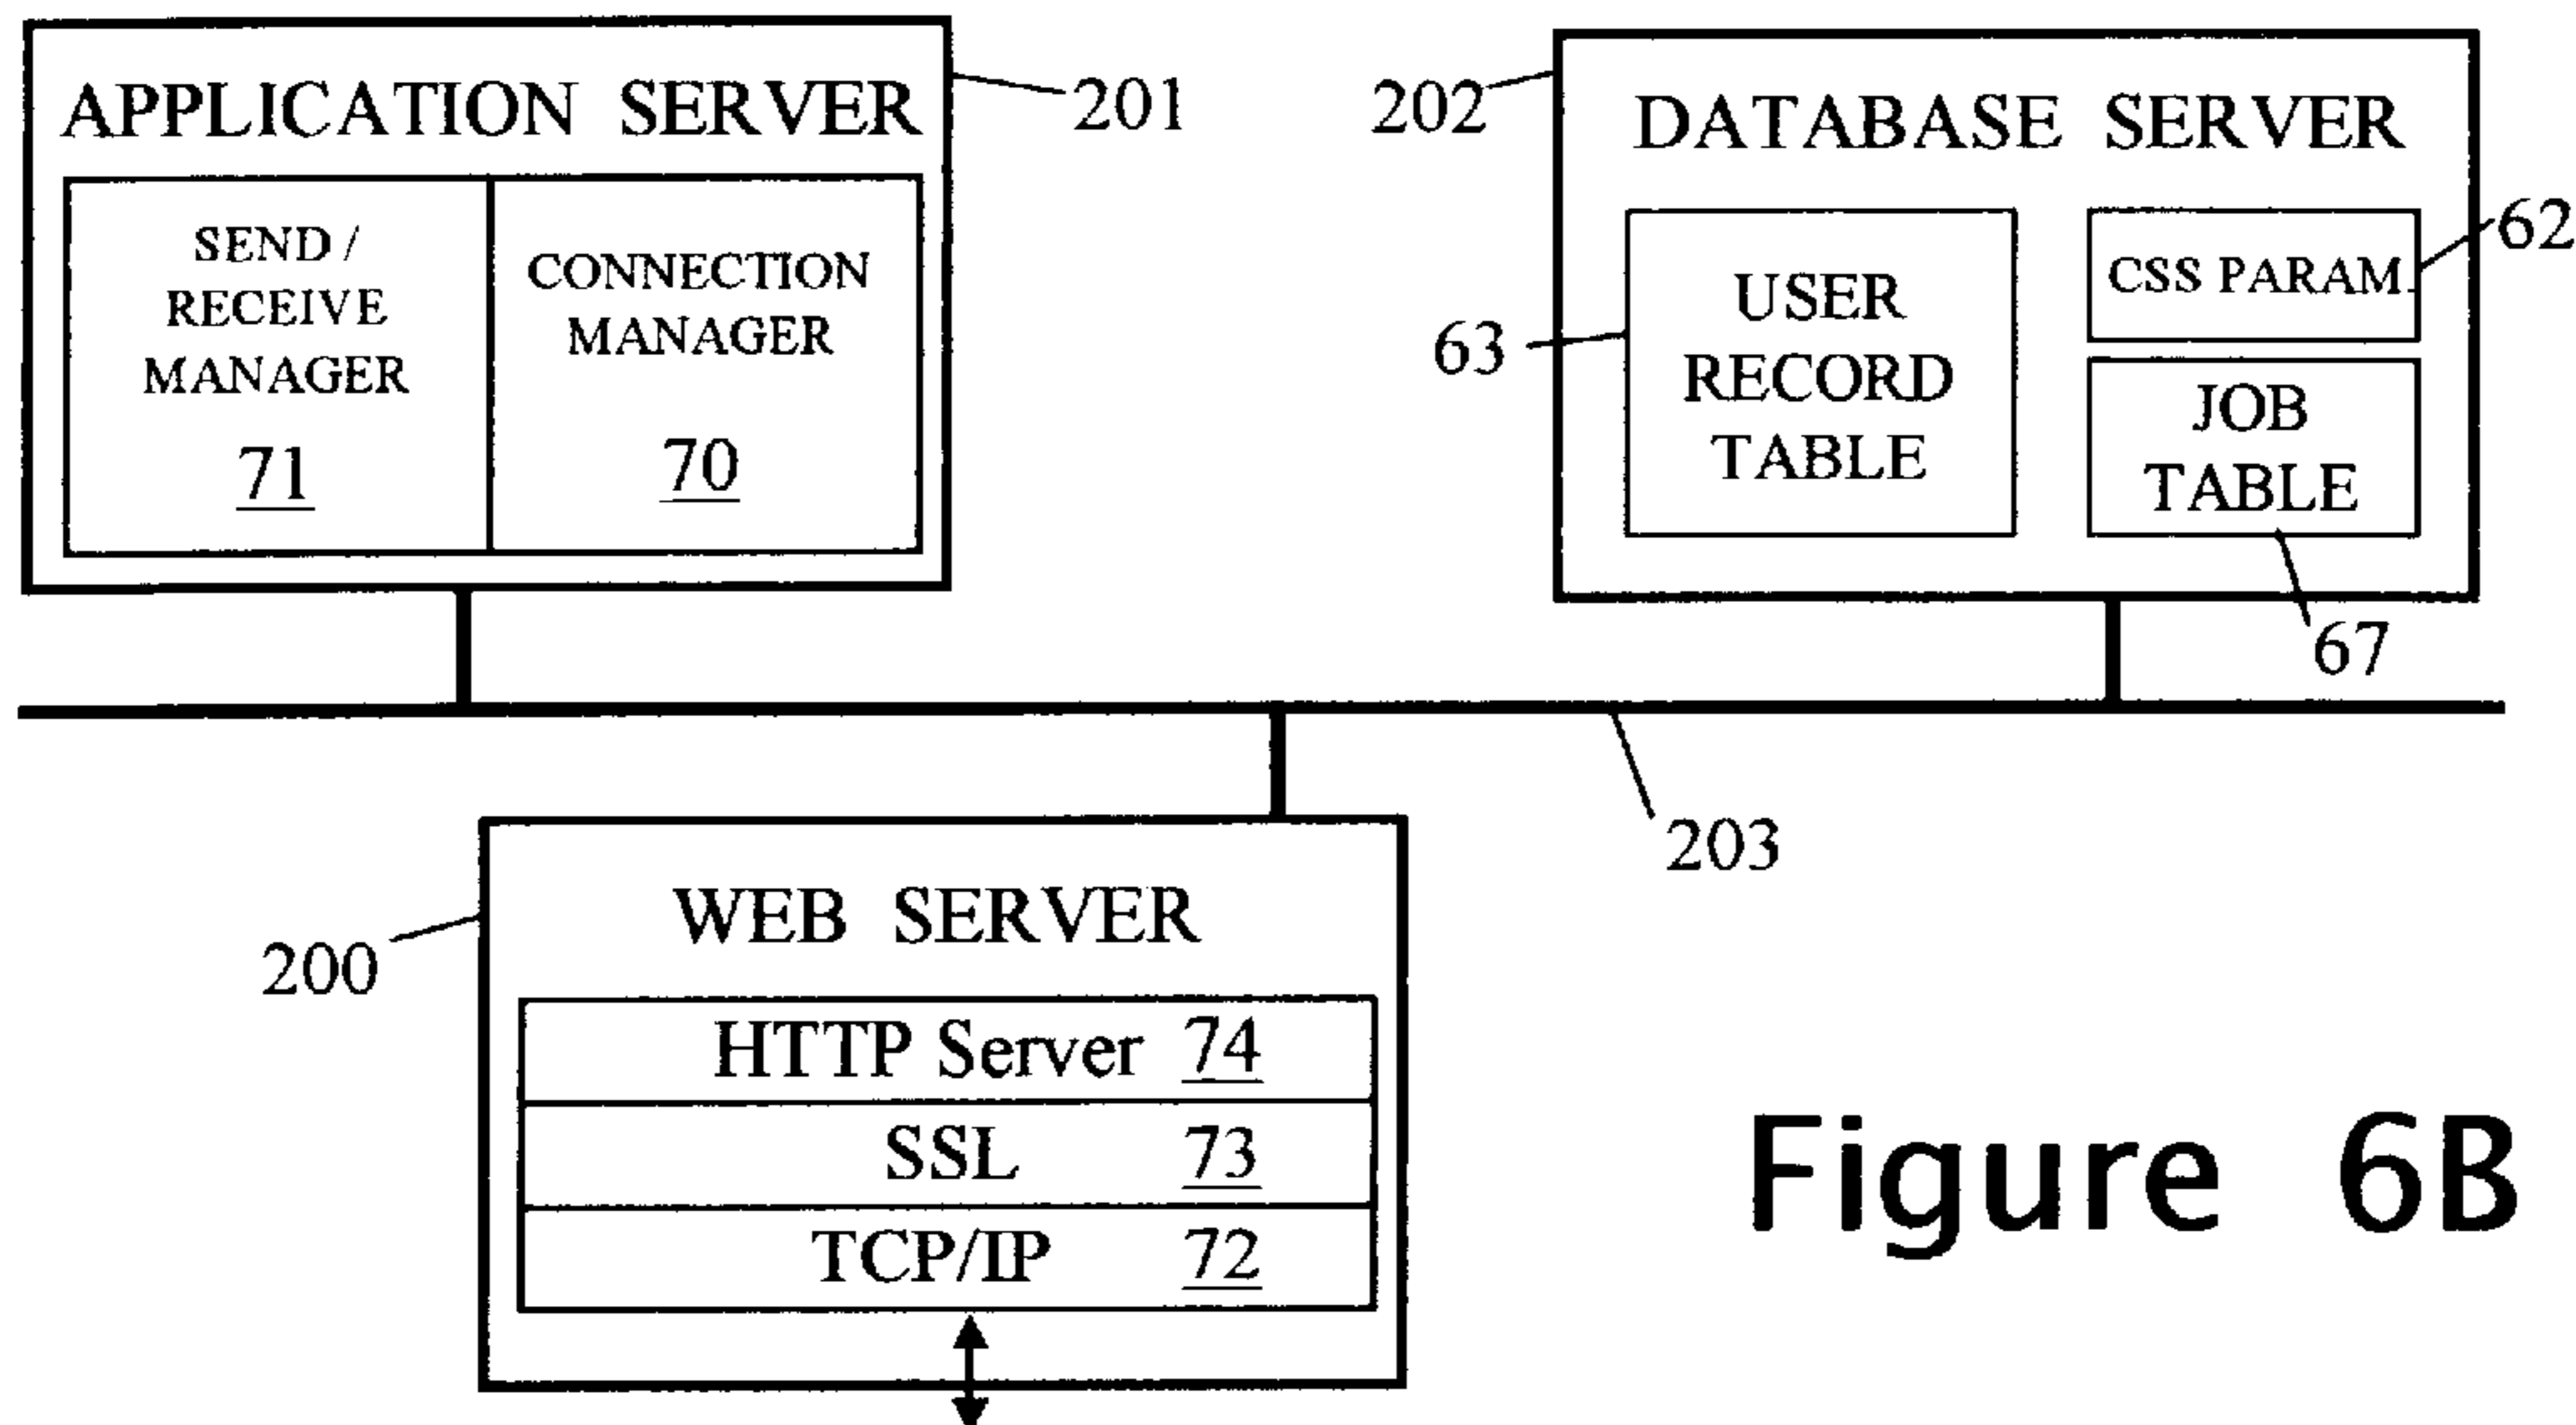 APPLICATION SERVER
201
SEND /
RECEIVE
MANAGER
71
CONNECTION
MANAGER
70
202
DATABASE SERVER
63
USER
RECORD
TABLE
CSS PARAM.
62
JOB
TABLE
67
203
200
WEB SERVER
HTTP Server 74
SSL 73
TCP/IP 72
Figure 6B